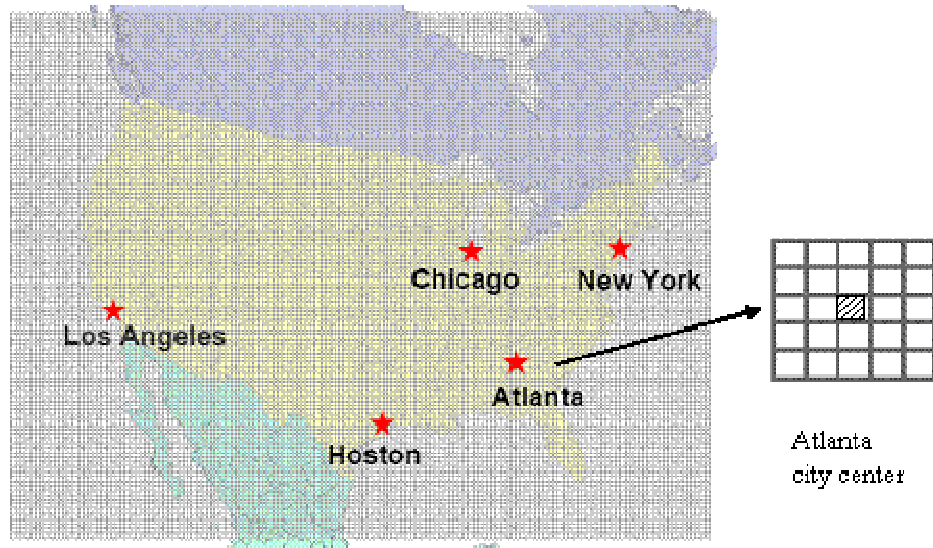 Chicago
New York
Los Angeles
Atlanta
Hoston
Atlanta
city center